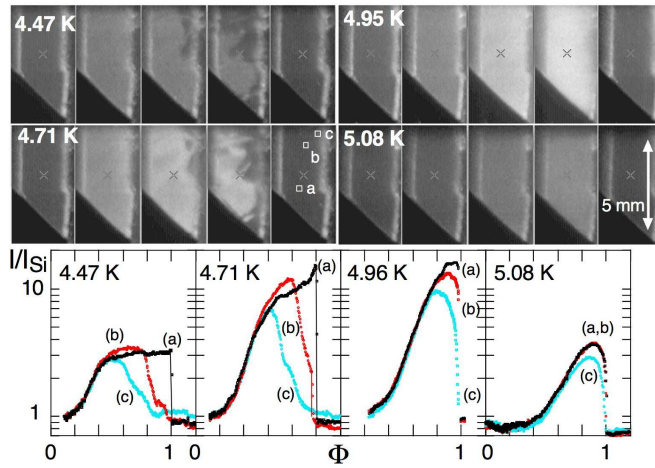 4.47 K
4.95 K
4.71 K
c
b
a
5.08 K
5 mm
I/I Si
4.47 K
4.71 K
4.96 K
5.08 K
10
1
(b)
(a)
(c)
(a)
(b)
(c)
(a)
(b)
(c)
(a,b)
(c)
0
1
0
Φ
1
0
1